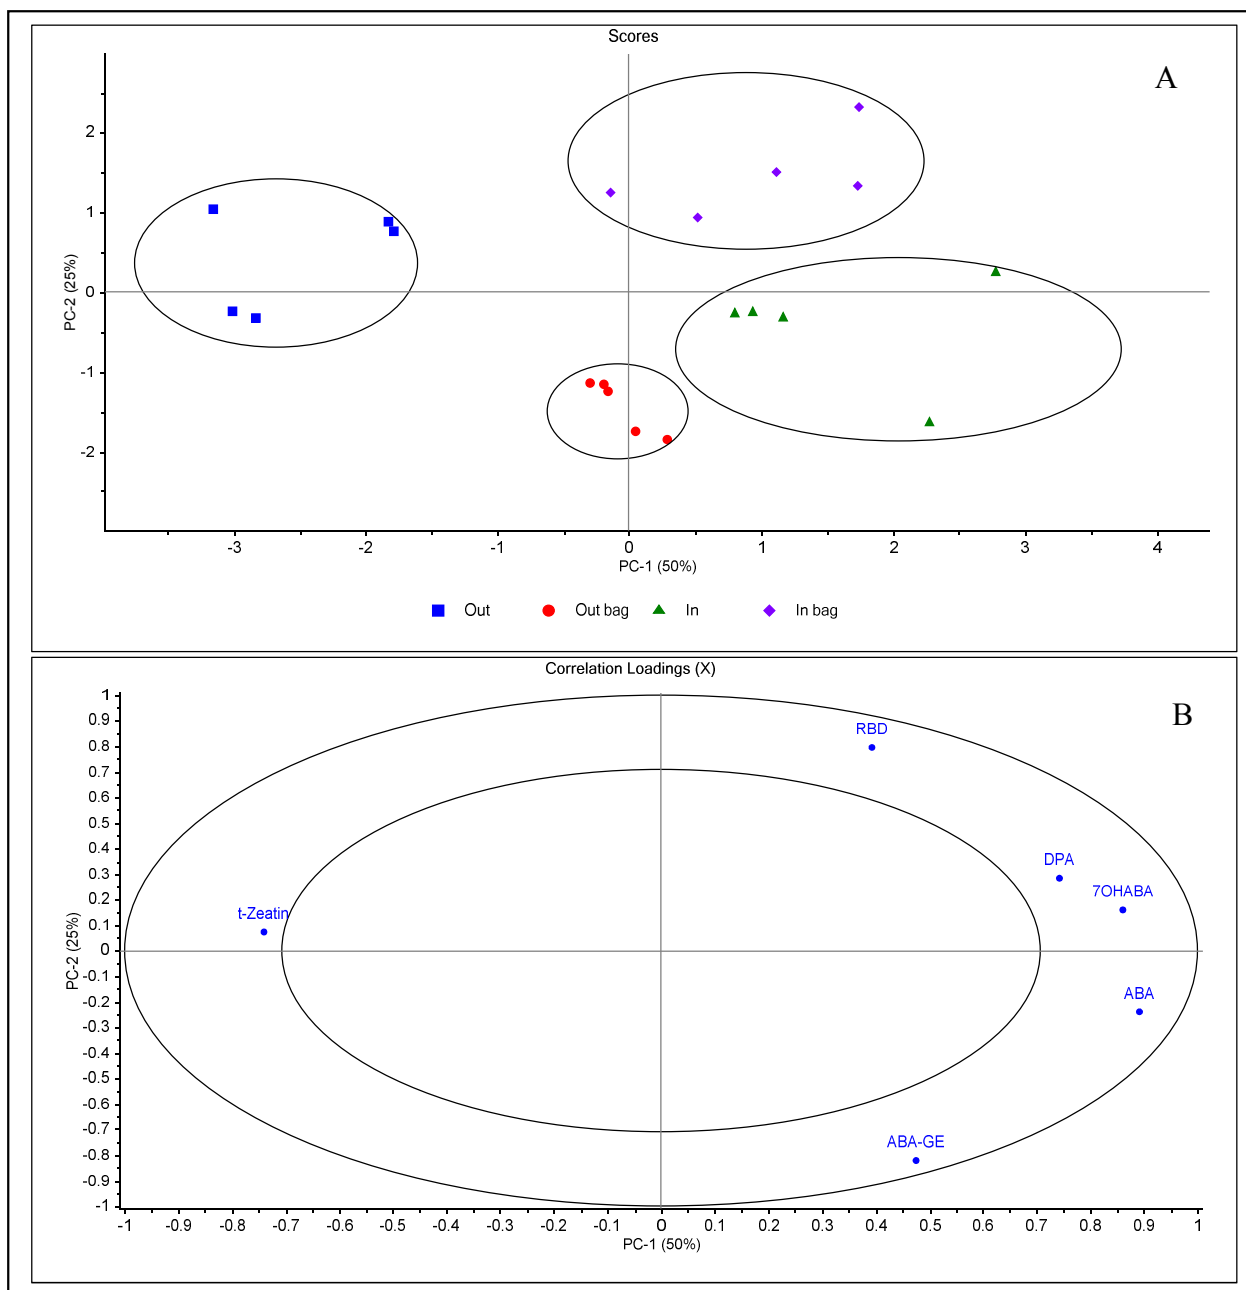 Scores
A
2
1
0
-1
-2
PC-2 (25%)
-3 -2 -1 0 1 2 3 4
PC-1 (50%)
Out Out bag In In bag
Correlation Loadings (X)
B
1
0.9
0.8
0.7
0.6
0.5
0.4
0.3
0.2
0.1
0
-0.1
-0.2
-0.3
-0.4
-0.5
-0.6
-0.7
-0.8
-0.9
-1
PC-2 (25%)
RBD
DPA
7OHABA
t-Zeatin
ABA
ABA-GE
-1 -0.9 -0.8 -0.7 -0.6 -0.5 -0.4 -0.3 -0.2 -0.1 0 0.1 0.2 0.3 0.4 0.5 0.6 0.7 0.8 0.9 1
PC-1 (50%)